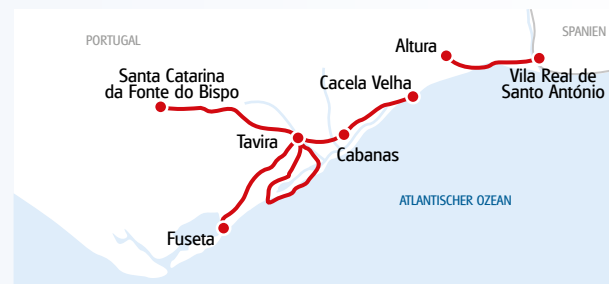 PORTUGAL
SPANIEN
Altura
Santa Catarina
da Fonte do Bispo
Cacela Velha
Vila Real de
Santo António
Tavira
Cabanas
ATLANTISCHER OZEAN
Fuseta